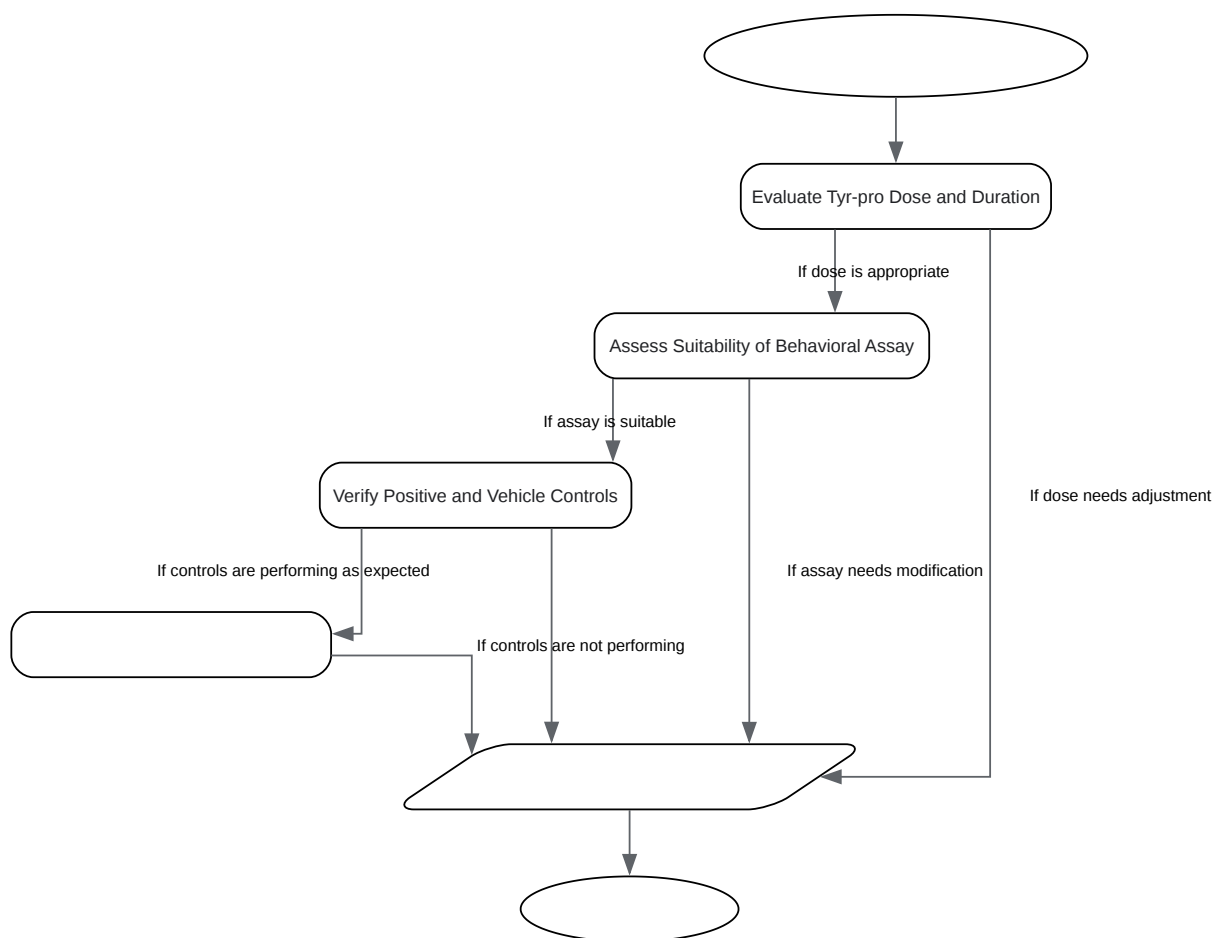 Evaluate Tyr-pro Dose and Duration
If dose is appropriate
Assess Suitability of Behavioral Assay
If assay is suitable
Verify Positive and Vehicle Controls
If dose needs adjustment
If controls are performing as expected
If assay needs modification
If controls are not performing